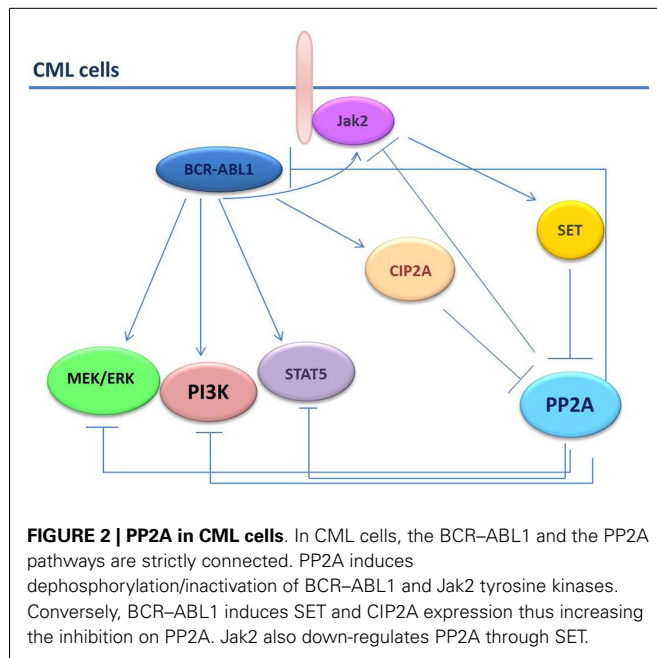 CML cells
Jak2
BCR-ABL1
SET
CIP2A
MEK/ERK
PI3K
STAT5
PP2A
FIGURE 2 | PP2A in CML cells. In CML cells, the BCR–ABL1 and the PP2A
pathways are strictly connected. PP2A induces
dephosphorylation/inactivation of BCR–ABL1 and Jak2 tyrosine kinases.
Conversely, BCR–ABL1 induces SET and CIP2A expression thus increasing
the inhibition on PP2A. Jak2 also down-regulates PP2A through SET.